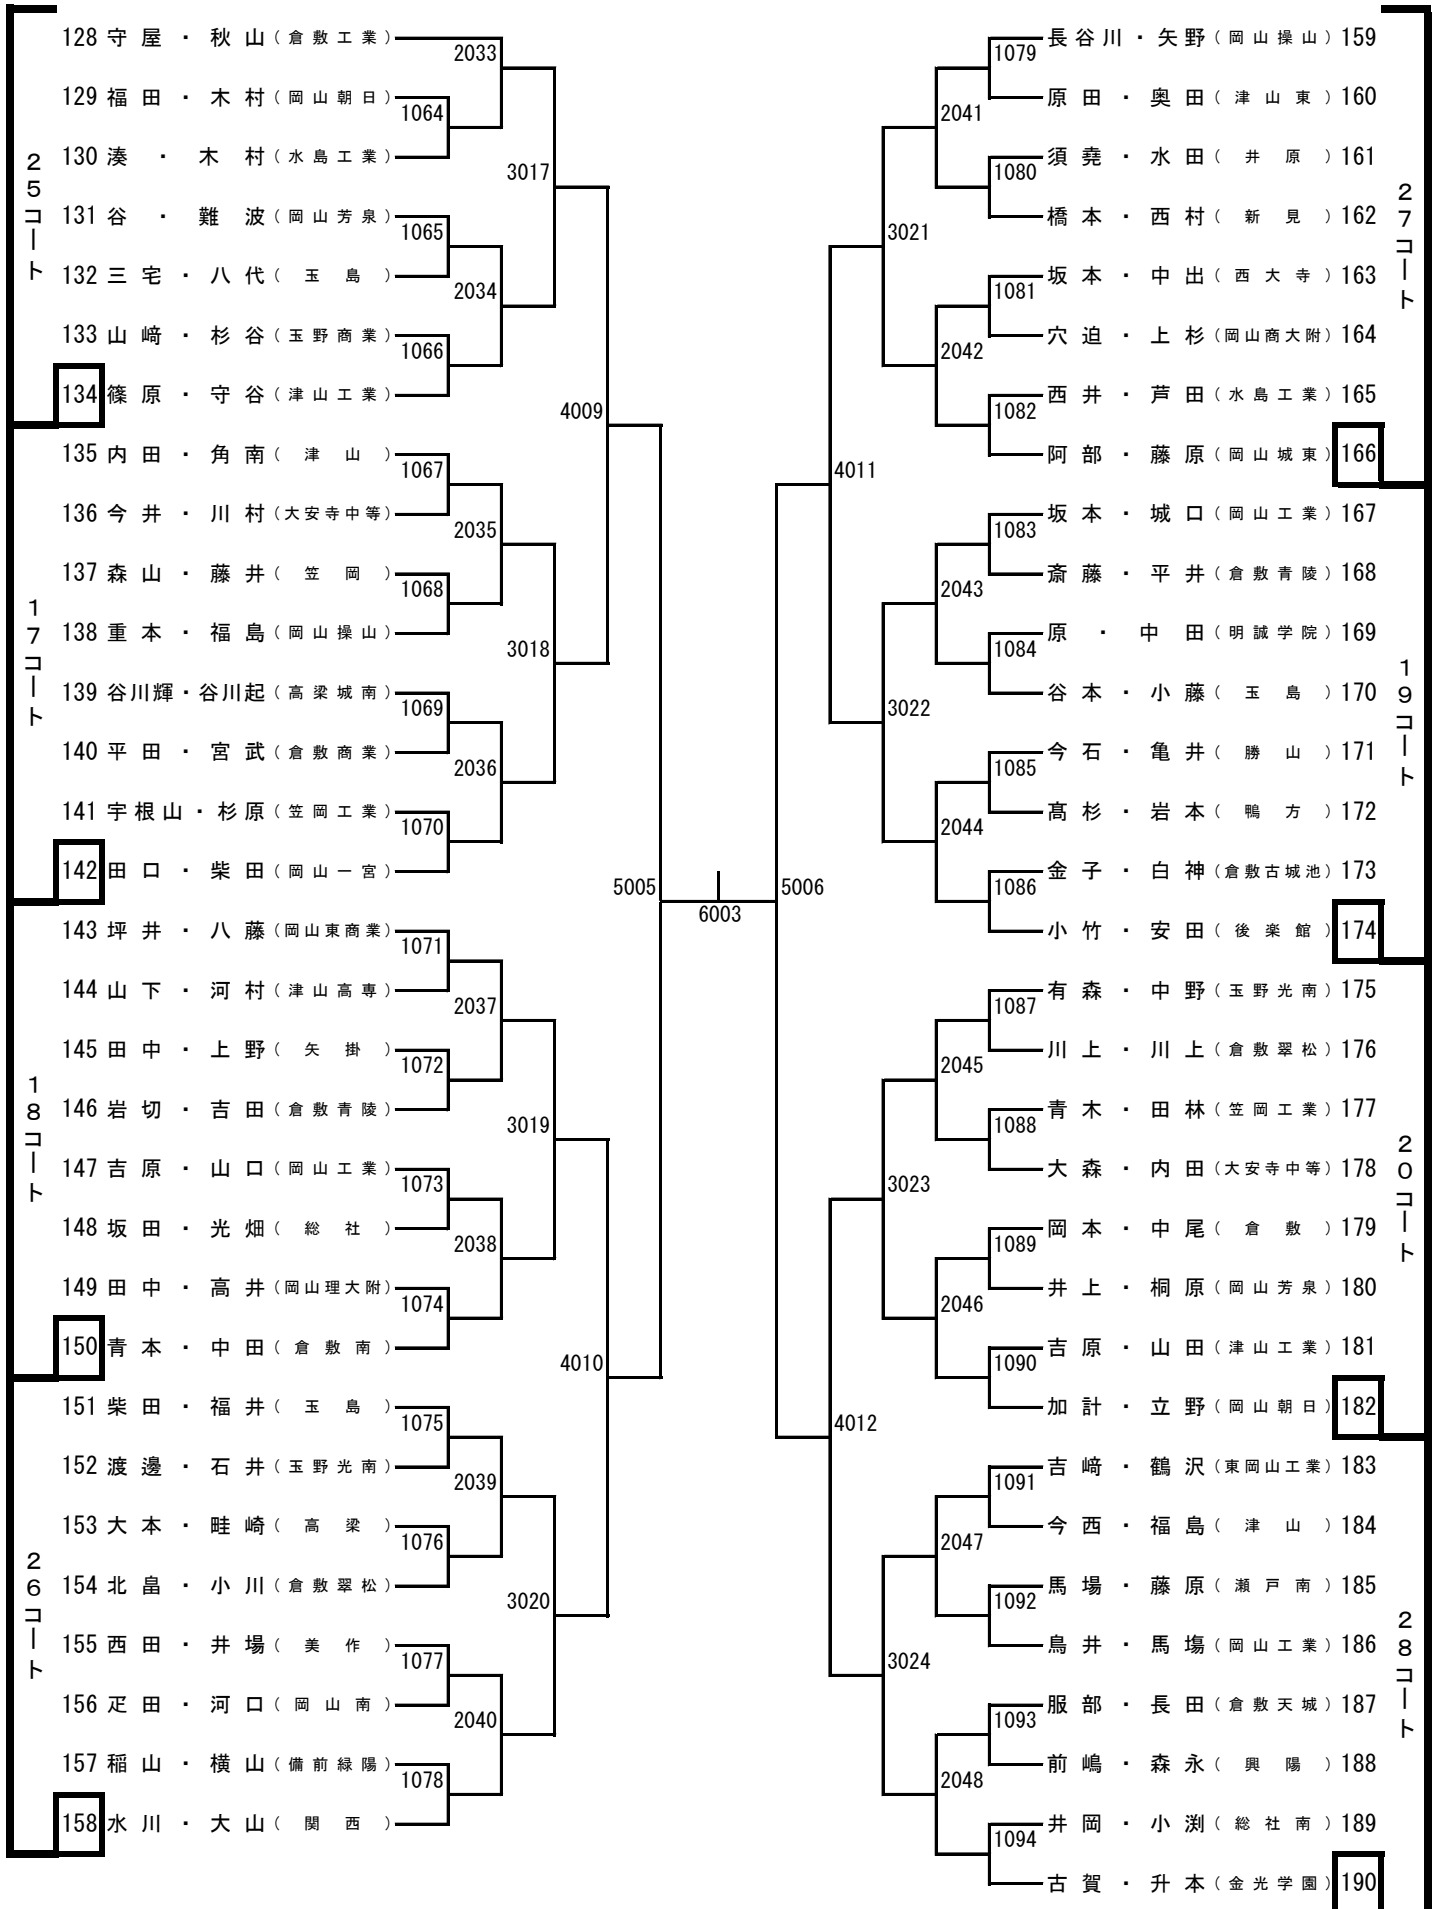 25コート
128 守屋・秋山（倉敷工業）
129 福田・木村（岡山朝日）
130 湊・木村（水島工業）
131 谷・難波（岡山芳泉）
132 三宅・八代（玉島）
133 山﨑・杉谷（玉野商業）
134 篠原・守谷（津山工業）
17コート
135 内田・角南（津山）
136 今井・川村（大安寺中等）
137 森山・藤井（笠岡）
138 重本・福島（岡山操山）
139 谷川輝・谷川起（高梁城南）
140 平田・宮武（倉敷商業）
141 宇根山・杉原（笠岡工業）
142 田口・柴田（岡山一宮）
18コート
143 坪井・八藤（岡山東商業）
144 山下・河村（津山高専）
145 田中・上野（矢掛）
146 岩切・吉田（倉敷青陵）
147 吉原・山口（岡山工業）
148 坂田・光畑（総社）
149 田中・高井（岡山理大附）
150 青本・中田（倉敷南）
26コート
151 柴田・福井（玉島）
152 渡邊・石井（玉野光南）
153 大本・畦崎（高梁）
154 北畠・小川（倉敷翠松）
155 西田・井場（美作）
156 疋田・河口（岡山南）
157 稲山・横山（備前緑陽）
158 水川・大山（関西）
2033
1064
3017
1065
2034
1066
4009
1067
2035
1068
3018
1069
2036
1070
5005
1071
2037
1072
3019
1073
2038
1074
4010
1075
2039
1076
3020
1077
2040
1078
6003
27コート
長谷川・矢野（岡山操山）159
原田・奥田（津山東）160
須堯・水田（井原）161
橋本・西村（新見）162
坂本・中出（西大寺）163
穴迫・上杉（岡山商大附）164
西井・芦田（水島工業）165
阿部・藤原（岡山城東）166
19コート
坂本・城口（岡山工業）167
斎藤・平井（倉敷青陵）168
原・中田（明誠学院）169
谷本・小藤（玉島）170
今石・亀井（勝山）171
髙杉・岩本（鴨方）172
金子・白神（倉敷古城池）173
小竹・安田（後楽館）174
20コート
有森・中野（玉野光南）175
川上・川上（倉敷翠松）176
青木・田林（笠岡工業）177
大森・内田（大安寺中等）178
岡本・中尾（倉敷）179
井上・桐原（岡山芳泉）180
吉原・山田（津山工業）181
加計・立野（岡山朝日）182
28コート
吉﨑・鶴沢（東岡山工業）183
今西・福島（津山）184
馬場・藤原（瀬戸南）185
鳥井・馬塲（岡山工業）186
服部・長田（倉敷天城）187
前嶋・森永（興陽）188
井岡・小渕（総社南）189
古賀・升本（金光学園）190
1079
2041
1080
3021
1081
2042
1082
4011
1083
2043
1084
3022
1085
2044
1086
5006
1087
2045
1088
3023
1089
2046
1090
4012
1091
2047
1092
3024
1093
2048
1094